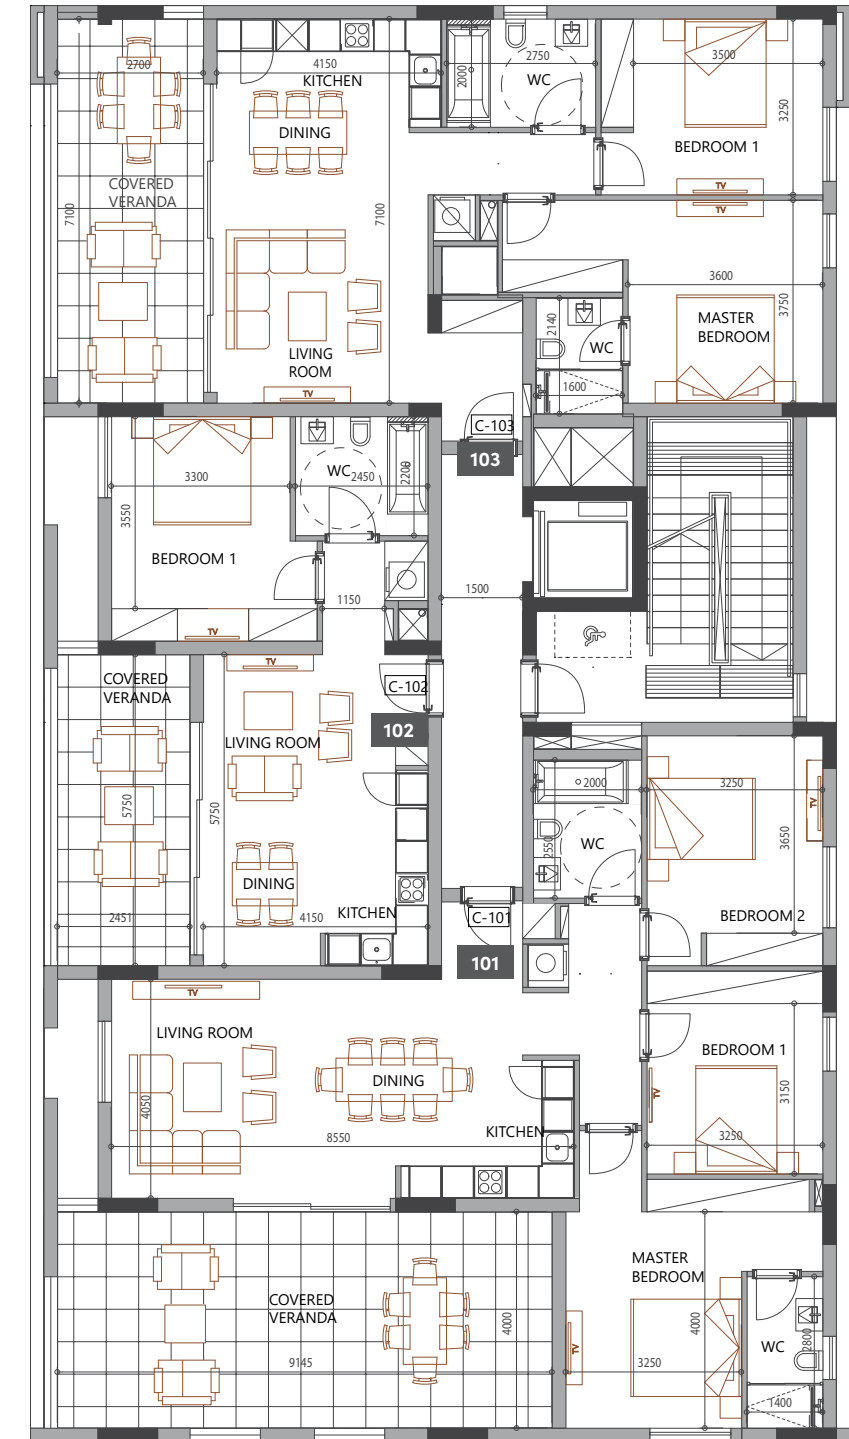 2700
4150
KITCHEN
DINING
2000
2750
WC
3500
3250
BEDROOM 1
COVERED
VERANDA
7100
7100
TV
TV
3600
3750
MASTER
BEDROOM
2140
WC
1600
LIVING
ROOM
TV
C-103
103
3300
3550
WC
2450
2200
BEDROOM 1
1150
1500
TV
COVERED
VERANDA
TV
C-102
102
LIVING ROOM
5750
5750
DINING
2451
4150
KITCHEN
2000
2550
WC
3250
3650
TV
BEDROOM 2
C-101
101
TV
LIVING ROOM
DINING
4050
8550
KITCHEN
BEDROOM 1
TV
3150
3250
COVERED
VERANDA
4000
9145
MASTER
BEDROOM
4000
TV
3250
WC
2800
1400